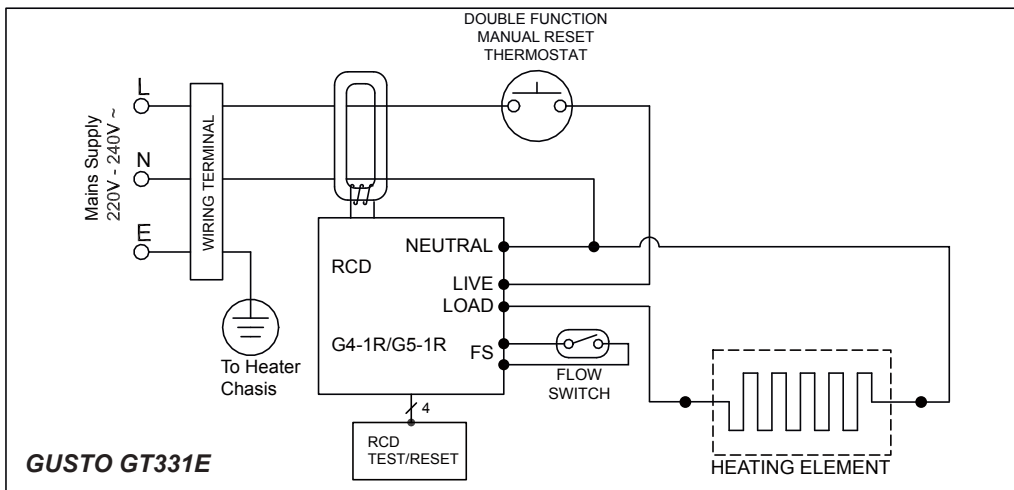 DOUBLE FUNCTION
MANUAL RESET
THERMOSTAT
L
N
E
Mains Supply
220V - 240V ~
WIRING TERMINAL
To Heater
Chasis
RCD
G4-1R/G5-1R
NEUTRAL
LIVE
LOAD
FS
FLOW
SWITCH
4
RCD
TEST/RESET
HEATING ELEMENT
GUSTO GT331E